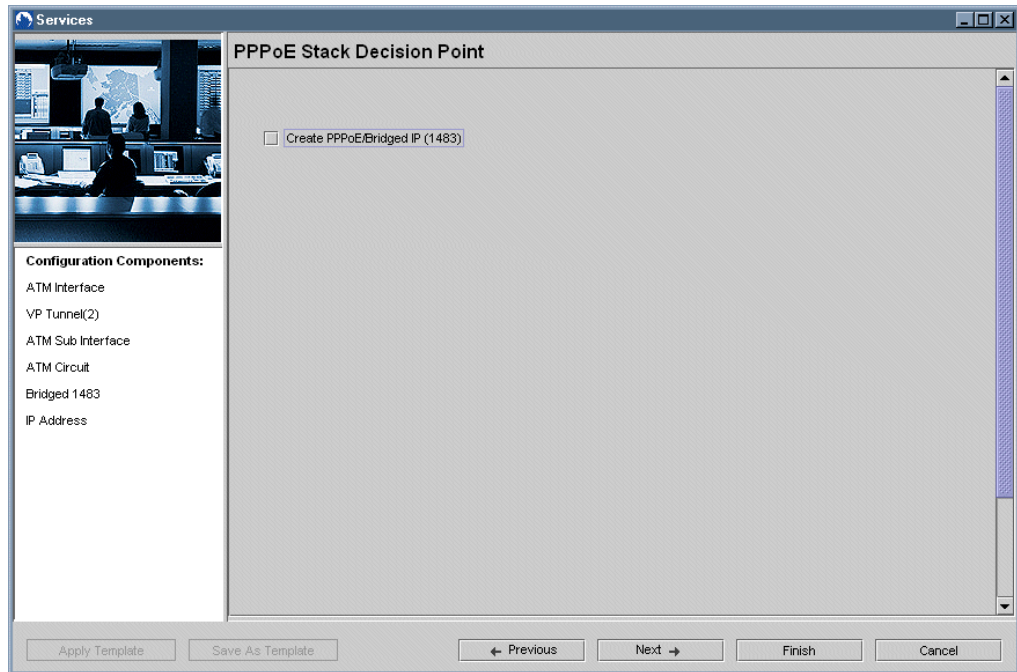 Services
PPPoE Stack Decision Point
Create PPPoE/Bridged IP (1483)
Configuration Components:
ATM Interface
VP Tunnel(2)
ATM Sub Interface
ATM Circuit
Bridged 1483
IP Address
Apply Template Save As Template Previous Next Finish Cancel